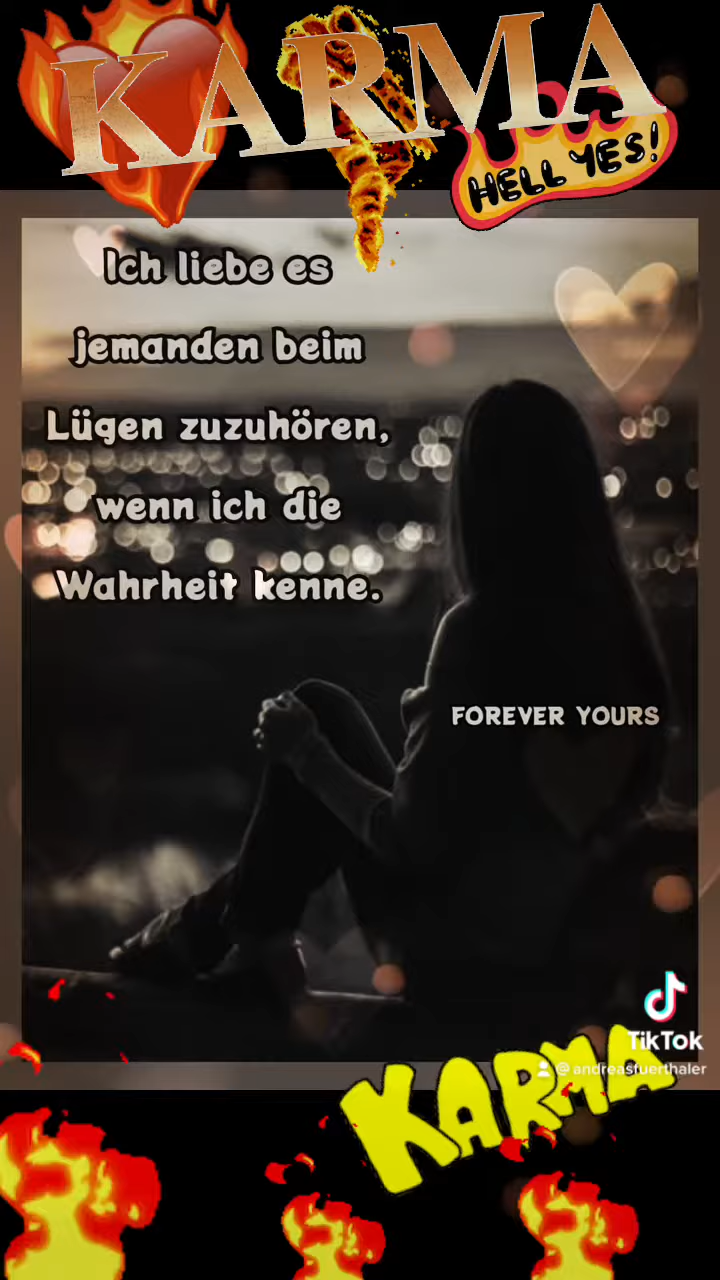 KARMA
HELL YES!
Ich liebe es
jemanden beim
Lügen zuzuhören,
wenn ich die
Wahrheit kenne.
FOREVER YOURS
TikTok
@andreasfuerthaler
KARMA